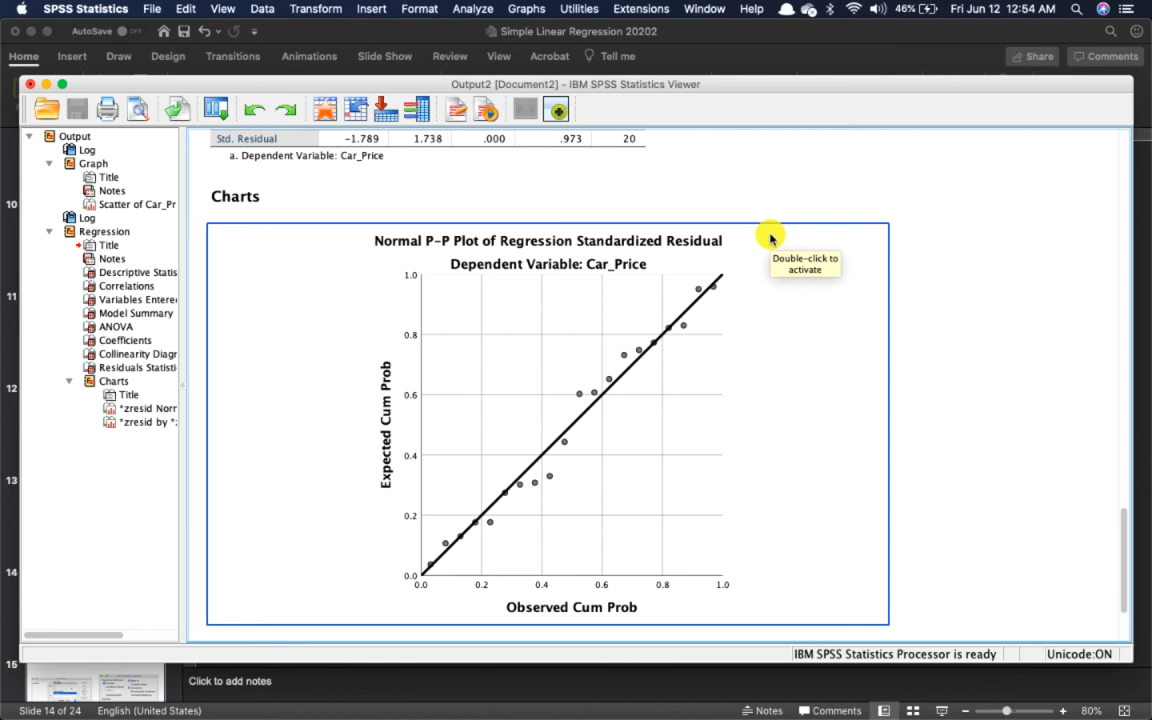 SPSS Statistics File Edit View Data Transform Insert Format Analyze Graphs Utilities Extensions Window Help 46% Fri Jun 12 12:54 AM
AutoSave OFF Simple Linear Regression 20202
Home Insert Draw Design Transitions Animations Slide Show Review View Acrobat Tell me Share Comments
Output2 [Document2] - IBM SPSS Statistics Viewer
Output
Log
Graph
Title
Notes
Scatter of Car_Pr
Log
Regression
Title
Notes
Descriptive Statis
Correlations
Variables Entere
Model Summary
ANOVA
Coefficients
Collinearity Diagr
Residuals Statisti
Charts
Title
*zresid Norr
*zresid by *
10
11
12
13
14
15
Std. Residual -1.789 1.738 .000 .973 20
a. Dependent Variable: Car_Price
Charts
Normal P-P Plot of Regression Standardized Residual
Dependent Variable: Car_Price
Double-click to
activate
Expected Cum Prob
1.0
0.8
0.6
0.4
0.2
0.0
0.0 0.2 0.4 0.6 0.8 1.0
Observed Cum Prob
IBM SPSS Statistics Processor is ready Unicode:ON
Click to add notes
Slide 14 of 24 English (United States) Notes Comments 80%